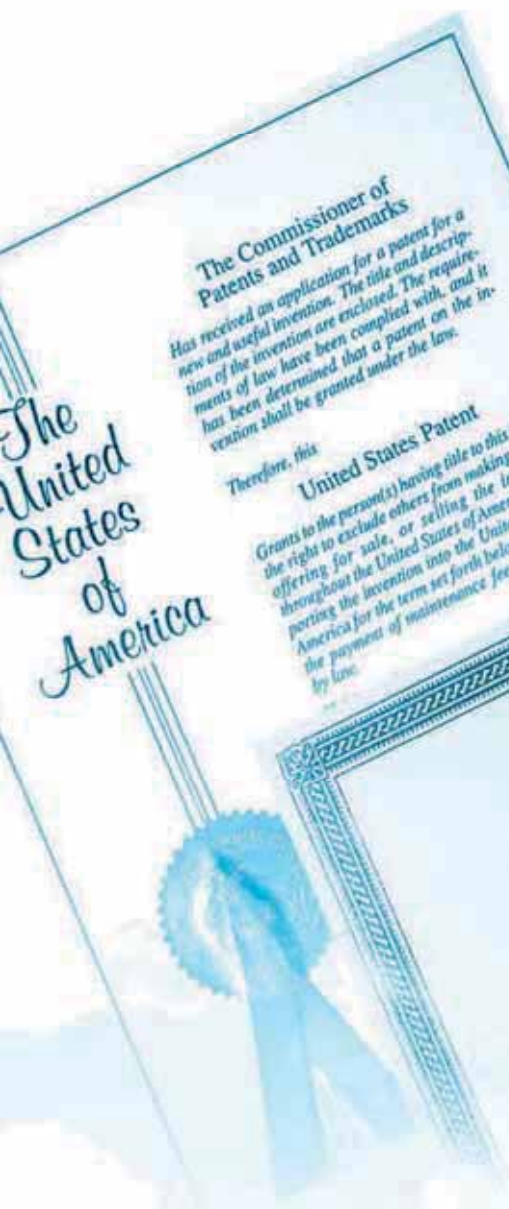 The
United
States
of
America
The Commissioner of
Patents and Trademarks
Has received an application for a patent for a
new and useful invention. The title and descrip-
tion of the invention are enclosed. The require-
ments of law have been complied with, and it
has been determined that a patent on the in-
vention shall be granted under the law.
Therefore, this
United States Patent
Grants to the person(s) having title to this
the right to exclude others from making
offering for sale, or selling the in
throughout the United States of Amer
porting the invention into the Unit
America for the term set forth belo
the payment of maintenance fee
by law.